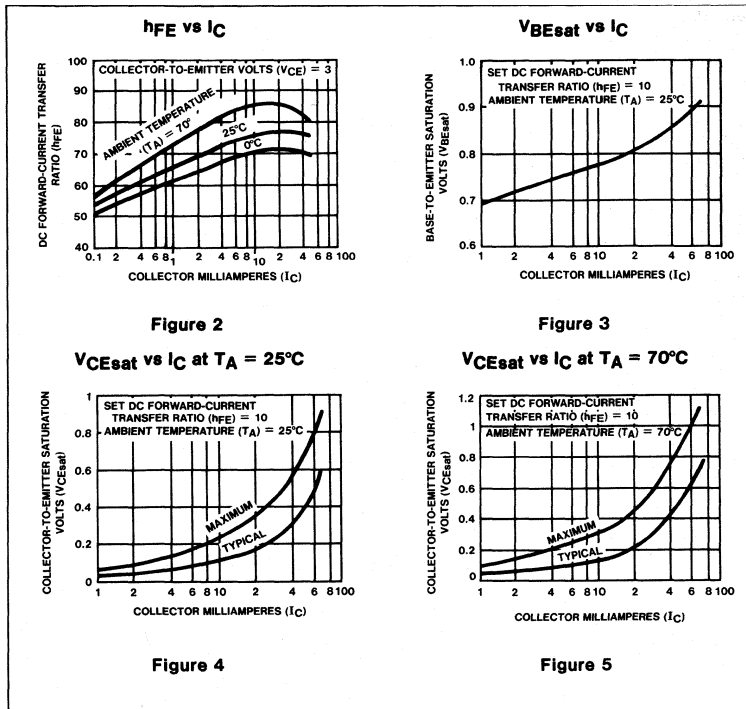 hFE vs IC
COLLECTOR-TO-EMITTER VOLTS (VCE) = 3
AMBIENT TEMPERATURE
(TA) = 70°
25°C
0°C
100
90
80
70
60
50
40
DC FORWARD-CURRENT TRANSFER
RATIO (hFE)
0.1 2 4 6 8 1 2 4 6 8 10 2 4 6 8 100
COLLECTOR MILLIAMPERES (IC)
Figure 2
VBEsat vs IC
SET DC FORWARD-CURRENT
TRANSFER RATIO (hFE) = 10
AMBIENT TEMPERATURE (TA) = 25°C
1.0
0.9
0.8
0.7
0.6
BASE-TO-EMITTER SATURATION
VOLTS (VBEsat)
1 2 4 6 8 10 2 4 6 8 100
COLLECTOR MILLIAMPERES (IC)
Figure 3
VCEsat vs IC at TA = 25°C
SET DC FORWARD-CURRENT
TRANSFER RATIO (hFE) = 10
AMBIENT TEMPERATURE (TA) = 25°C
MAXIMUM
TYPICAL
1
0.8
0.6
0.4
0.2
0
COLLECTOR-TO-EMITTER SATURATION
VOLTS (VCEsat)
1 2 4 6 8 10 2 4 6 8 100
COLLECTOR MILLIAMPERES (IC)
Figure 4
VCEsat vs IC at TA = 70°C
SET DC FORWARD-CURRENT
TRANSFER RATIO (hFE) = 10
AMBIENT TEMPERATURE (TA) = 70°C
MAXIMUM
TYPICAL
1.2
1
0.8
0.6
0.4
0.2
0
COLLECTOR-TO-EMITTER SATURATION
VOLTS (VCEsat)
1 2 4 6 8 10 2 4 6 8 100
COLLECTOR MILLIAMPERES (IC)
Figure 5